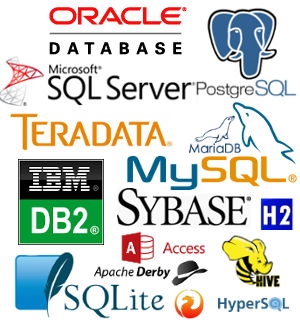 ORACLE®
DATABASE
Microsoft®
SQL Server®
PostgreSQL
TERADATA®
MariaDB
MySQL®
IBM
DB2®
SYBASE®
H2
A Access
Apache Derby
HIVE
SQLite
HyperSQL